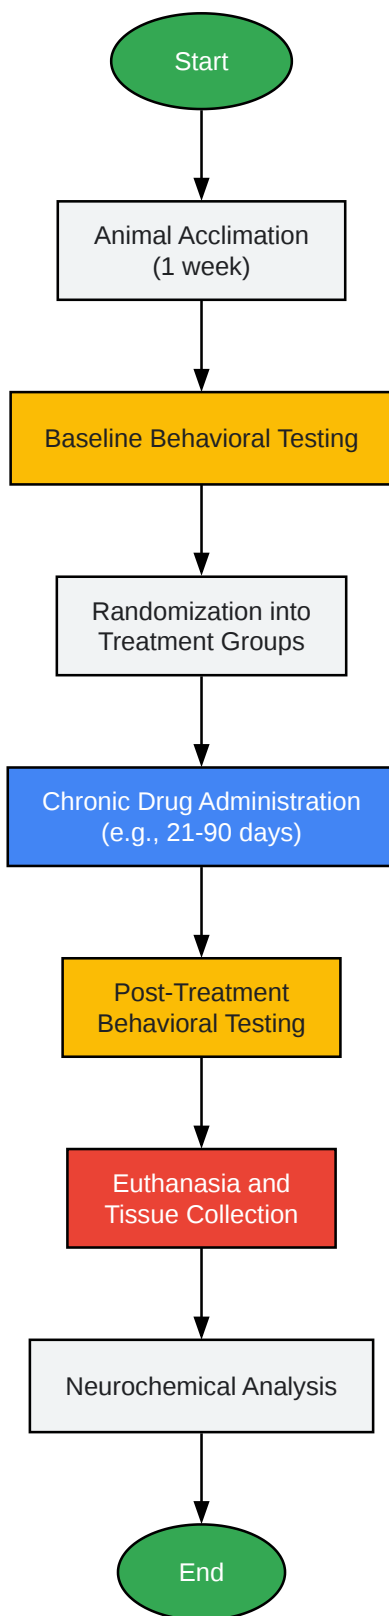 Start
Animal Acclimation
(1 week)
Baseline Behavioral Testing
Randomization into
Treatment Groups
Chronic Drug Administration
(e.g., 21-90 days)
Post-Treatment
Behavioral Testing
Euthanasia and
Tissue Collection
Neurochemical Analysis
End